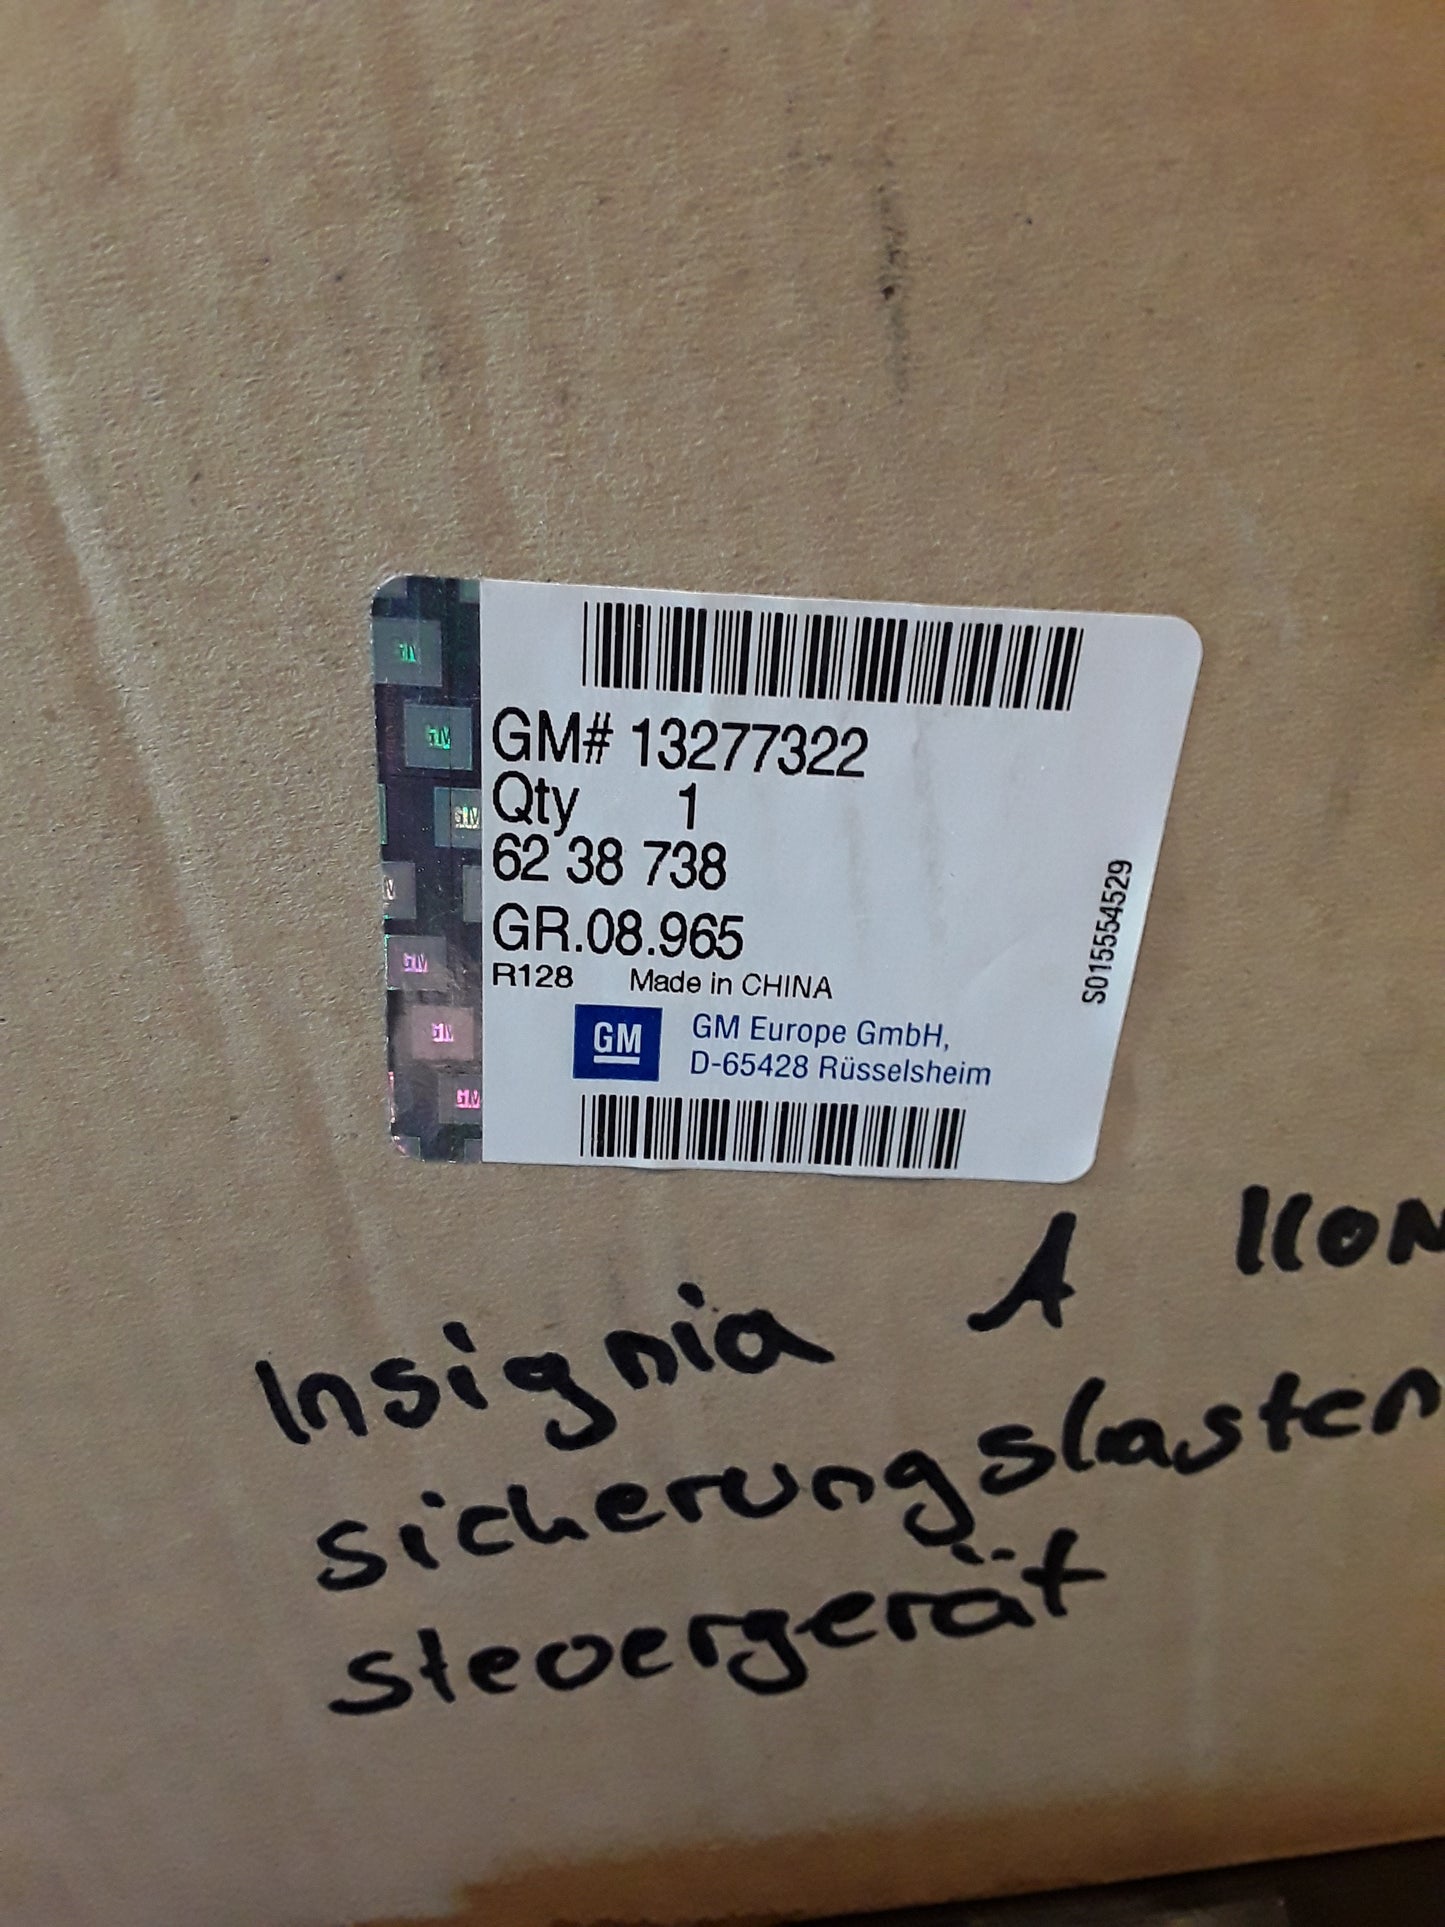 GM# 13277322
Qty 1
62 38 738
GR.08.965
R128 Made in CHINA
GM
GM Europe GmbH,
D-65428 Rüsselsheim
S015554529
Insignia A
sicherungskasten
steuergerät